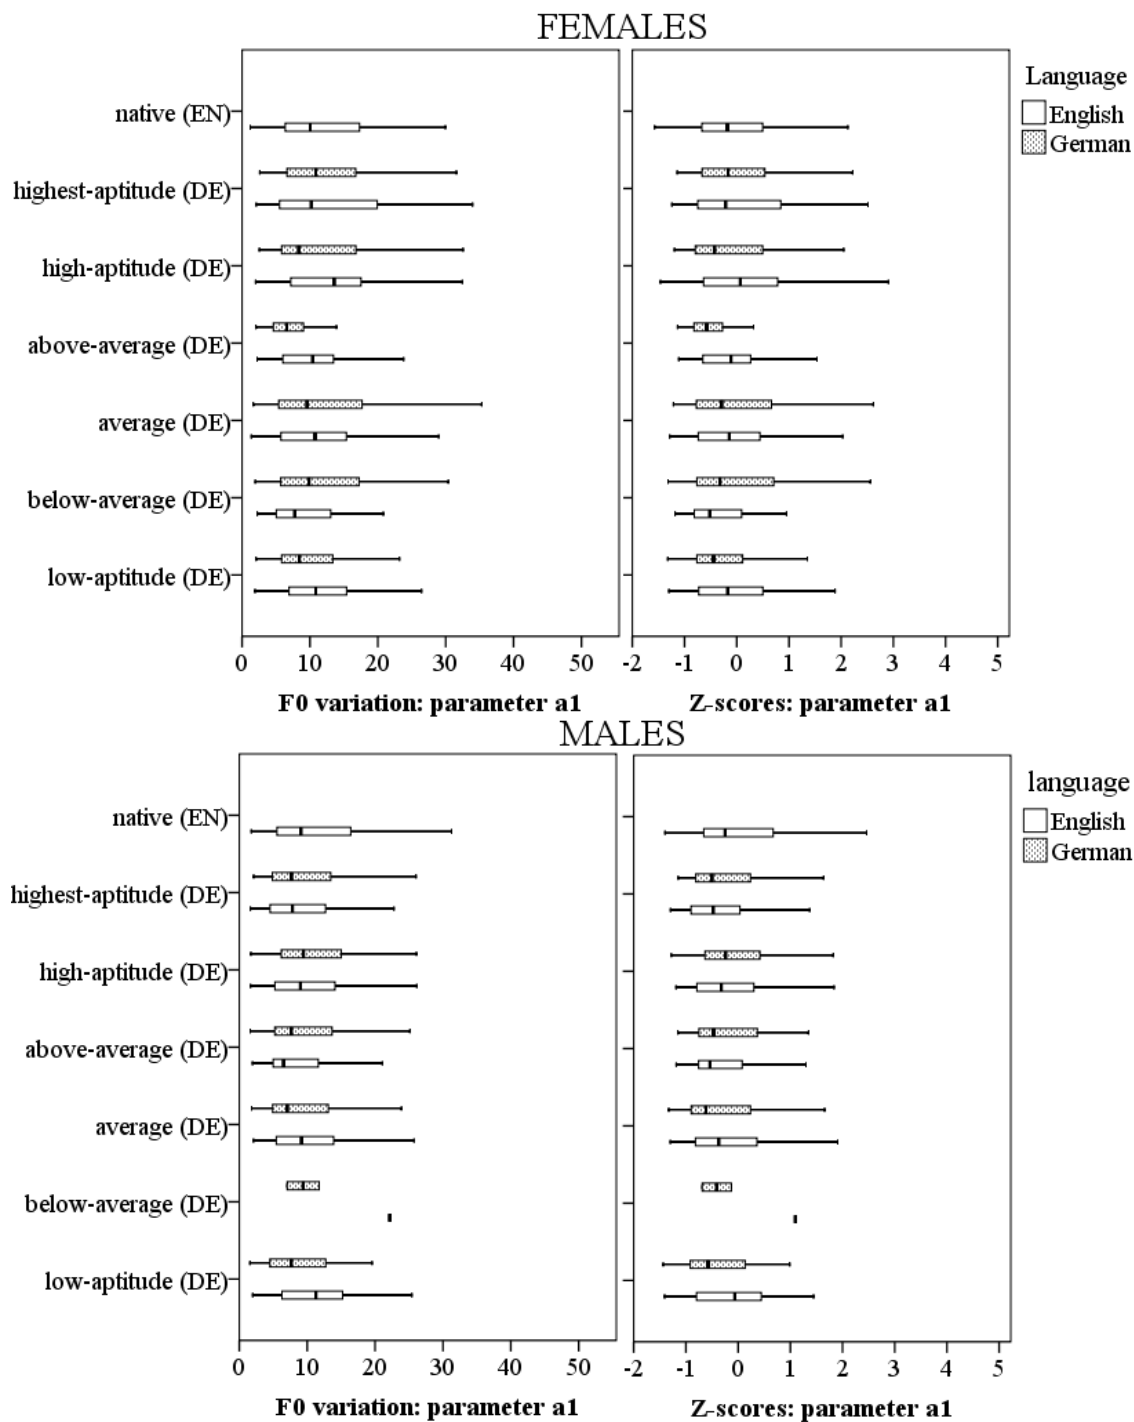 FEMALES
Language
English
German
native (EN)
highest-aptitude (DE)
high-aptitude (DE)
above-average (DE)
average (DE)
below-average (DE)
low-aptitude (DE)
0 10 20 30 40 50
-2 -1 0 1 2 3 4 5
F0 variation: parameter a1
Z-scores: parameter a1
MALES
language
English
German
native (EN)
highest-aptitude (DE)
high-aptitude (DE)
above-average (DE)
average (DE)
below-average (DE)
low-aptitude (DE)
0 10 20 30 40 50
-2 -1 0 1 2 3 4 5
F0 variation: parameter a1
Z-scores: parameter a1